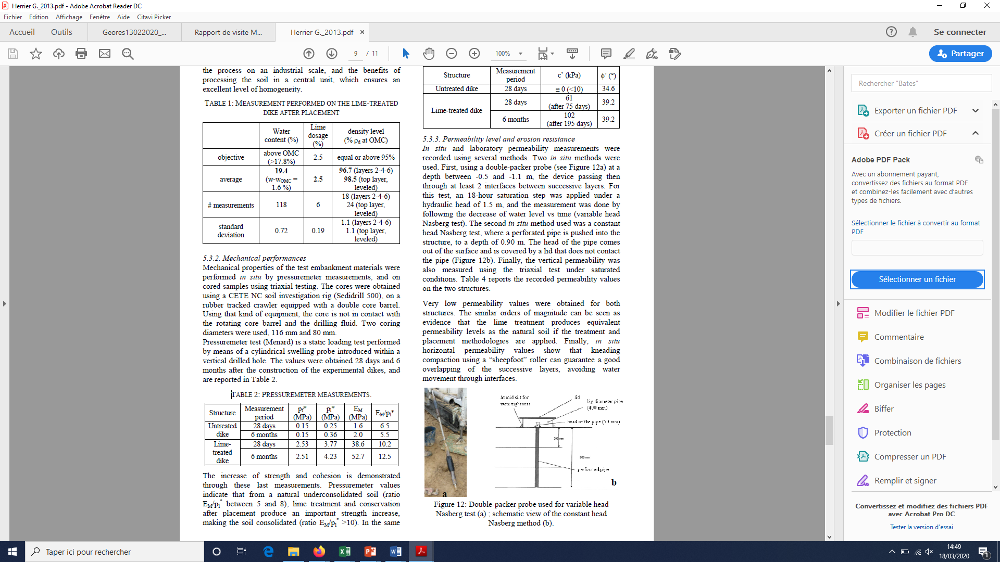 Herrier G._2013.pdf - Adobe Acrobat Reader DC
Fichier Edition Affichage Fenêtre Aide Citavi Picker
Accueil Outils Geores13022020_... Rapport de visite M... Herrier G._2013.pdf × Se connecter
9 / 11 100% Partager
the process on an industrial scale, and the benefits of
processing the soil in a central unit, which ensures an
excellent level of homogeneity.
TABLE 1: MEASUREMENT PERFORMED ON THE LIME-TREATED
DIKE AFTER PLACEMENT
Water content (%) Lime dosage (%) density level (% ρd at OMC)
objective above OMC (>17.8%) 2.5 equal or above 95%
average 19.4 (w-wOMC = 1.6 %) 2.5 96.7 (layers 2-4-6) 98.5 (top layer, leveled)
# measurements 118 6 18 (layers 2-4-6) 24 (top layer, leveled)
standard deviation 0.72 0.19 1.1 (layers 2-4-6) 1.1 (top layer, leveled)
5.3.2. Mechanical performances
Mechanical properties of the test embankment materials were
performed in situ by pressuremeter measurements, and on
cored samples using triaxial testing. The cores were obtained
using a CETE NC soil investigation rig (Sedidrill 500), on a
rubber tracked crawler equipped with a double core barrel.
Using that kind of equipment, the core is not in contact with
the rotating core barrel and the drilling fluid. Two coring
diameters were used, 116 mm and 80 mm.
Pressuremeter test (Menard) is a static loading test performed
by means of a cylindrical swelling probe introduced within a
vertical drilled hole. The values were obtained 28 days and 6
months after the construction of the experimental dikes, and
are reported in Table 2.
TABLE 2: PRESSUREMETER MEASUREMENTS.
Structure Measurement period pf* (MPa) pl* (MPa) EM (MPa) EM/pl*
Untreated dike 28 days 0.15 0.25 1.6 6.5
6 months 0.15 0.36 2.0 5.5
Lime-treated dike 28 days 2.53 3.77 38.6 10.2
6 months 2.51 4.23 52.7 12.5
The increase of strength and cohesion is demonstrated
through these last measurements. Pressuremeter values
indicate that from a natural underconsolidated soil (ratio
EM/pl* between 5 and 8), lime treatment and conservation
after placement produce an important strength increase,
making the soil consolidated (ratio EM/pl* >10). In the same
Structure Measurement period c’ (kPa) ϕ’ (°)
Untreated dike 28 days ≅ 0 (<10) 34.6
Lime-treated dike 28 days 61 (after 75 days) 39.2
6 months 102 (after 195 days) 39.2
5.3.3. Permeability level and erosion resistance
In situ and laboratory permeability measurements were
recorded using several methods. Two in situ methods were
used. First, using a double-packer probe (see Figure 12a) at a
depth between -0.5 and -1.1 m, the device passing then
through at least 2 interfaces between successive layers. For
this test, an 18-hour saturation step was applied under a
hydraulic head of 1.5 m, and the measurement was done by
following the decrease of water level vs time (variable head
Nasberg test). The second in situ method used was a constant
head Nasberg test, where a perforated pipe is pushed into the
structure, to a depth of 0.90 m. The head of the pipe comes
out of the surface and is covered by a lid that does not contact
the pipe (Figure 12b). Finally, the vertical permeability was
also measured using the triaxial test under saturated
conditions. Table 4 reports the recorded permeability values
on the two structures.
Very low permeability values were obtained for both
structures. The similar orders of magnitude can be seen as
evidence that the lime treatment produces equivalent
permeability levels as the natural soil if the treatment and
placement methodologies are applied. Finally, in situ
horizontal permeability values show that kneading
compaction using a “sheepfoot” roller can guarantee a good
overlapping of the successive layers, avoiding water
movement through interfaces.
humid silt for
watertightness
lid
big diameter pipe
(400 mm)
head of the pipe (50 mm)
500 mm
900 mm
perforated pipe
a
b
Figure 12: Double-packer probe used for variable head
Nasberg test (a) ; schematic view of the constant head
Nasberg method (b).
Rechercher "Bates"
Exporter un fichier PDF
Créer un fichier PDF
Adobe PDF Pack
Avec un abonnement payant,
convertissez des fichiers au format PDF
et combinez-les facilement avec d’autres
types de fichiers.
Sélectionner le fichier à convertir au format
PDF
Sélectionner un fichier
Modifier le fichier PDF
Commentaire
Combinaison de fichiers
Organiser les pages
Biffer
Protection
Compresser un PDF
Remplir et signer
Convertissez et modifiez des fichiers PDF
avec Acrobat Pro DC
Tester la version d'essai
Taper ici pour rechercher
14:49
18/03/2020
1